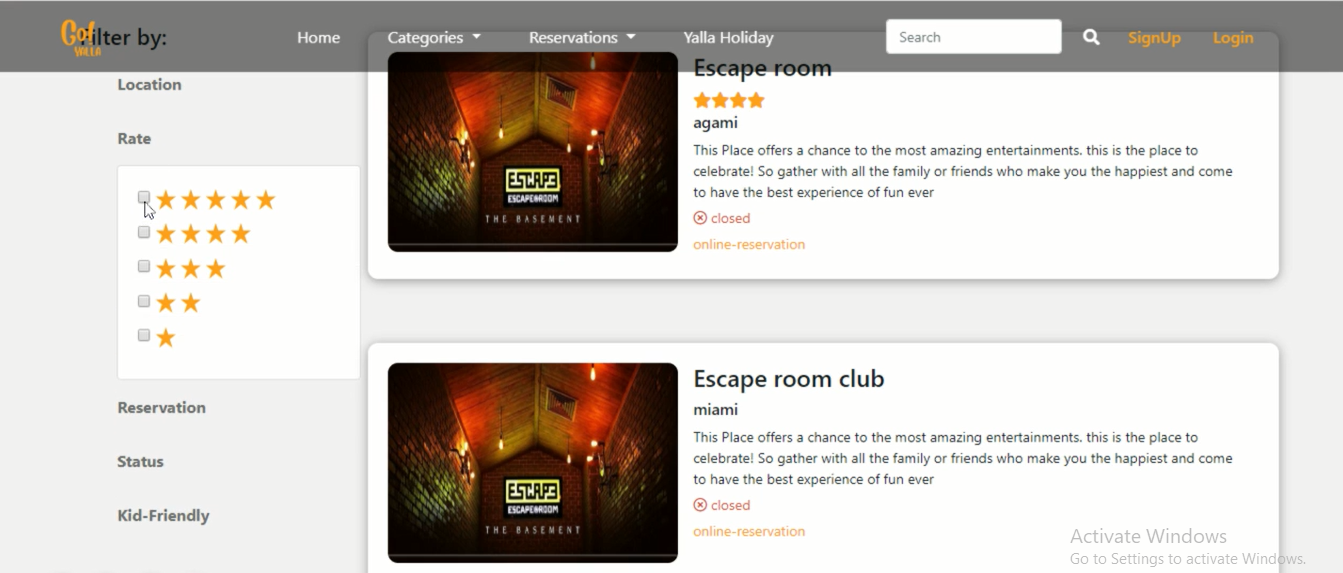 Go!
YALLA
Filter by:
Home
Categories
Reservations
Yalla Holiday
Search
SignUp
Login
Location
Rate
Reservation
Status
Kid-Friendly
ESCAPE
ESCAPE ROOM
THE BASEMENT
Escape room
agami
This Place offers a chance to the most amazing entertainments. this is the place to
celebrate! So gather with all the family or friends who make you the happiest and come
to have the best experience of fun ever
closed
online-reservation
ESCAPE
ESCAPE ROOM
THE BASEMENT
Escape room club
miami
This Place offers a chance to the most amazing entertainments. this is the place to
celebrate! So gather with all the family or friends who make you the happiest and come
to have the best experience of fun ever
closed
online-reservation
Activate Windows
Go to Settings to activate Windows.